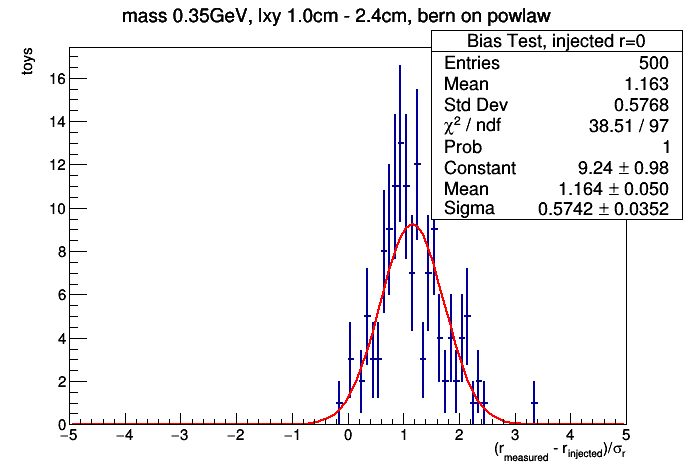 mass 0.35GeV, lxy 1.0cm - 2.4cm, bern on powlaw
toys
Bias Test, injected r=0
Entries 500
Mean 1.163
Std Dev 0.5768
χ² / ndf 38.51 / 97
Prob 1
Constant 9.24 ± 0.98
Mean 1.164 ± 0.050
Sigma 0.5742 ± 0.0352
16
14
12
10
8
6
4
2
0
−5 −4 −3 −2 −1 0 1 2 3 4 5
(r_measured - r_injected)/σ_r